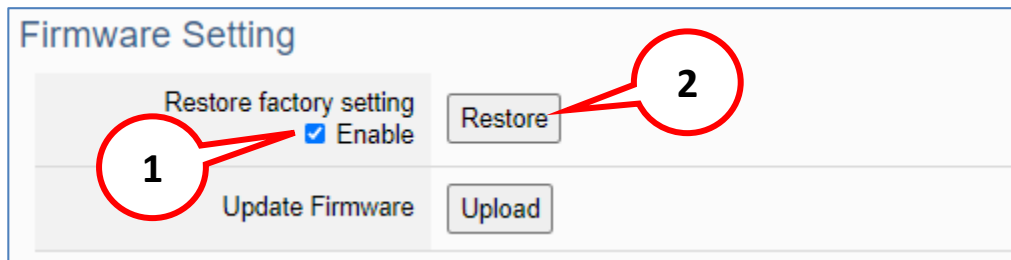 Firmware Setting
Restore factory setting
Enable
Restore
2
1
Update Firmware
Upload